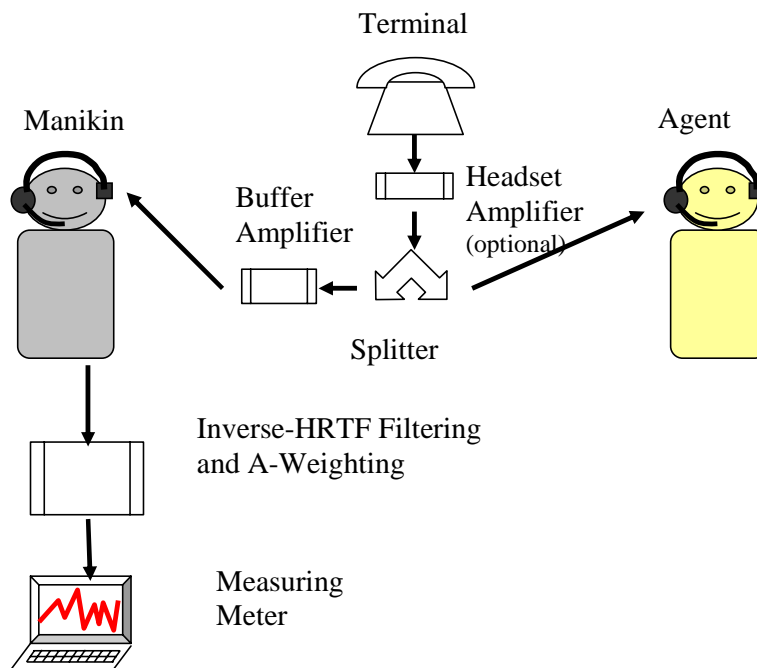 Terminal
Manikin
Agent
Headset
Amplifier
(optional)
Buffer
Amplifier
Splitter
Inverse-HRTF Filtering
and A-Weighting
Measuring
Meter